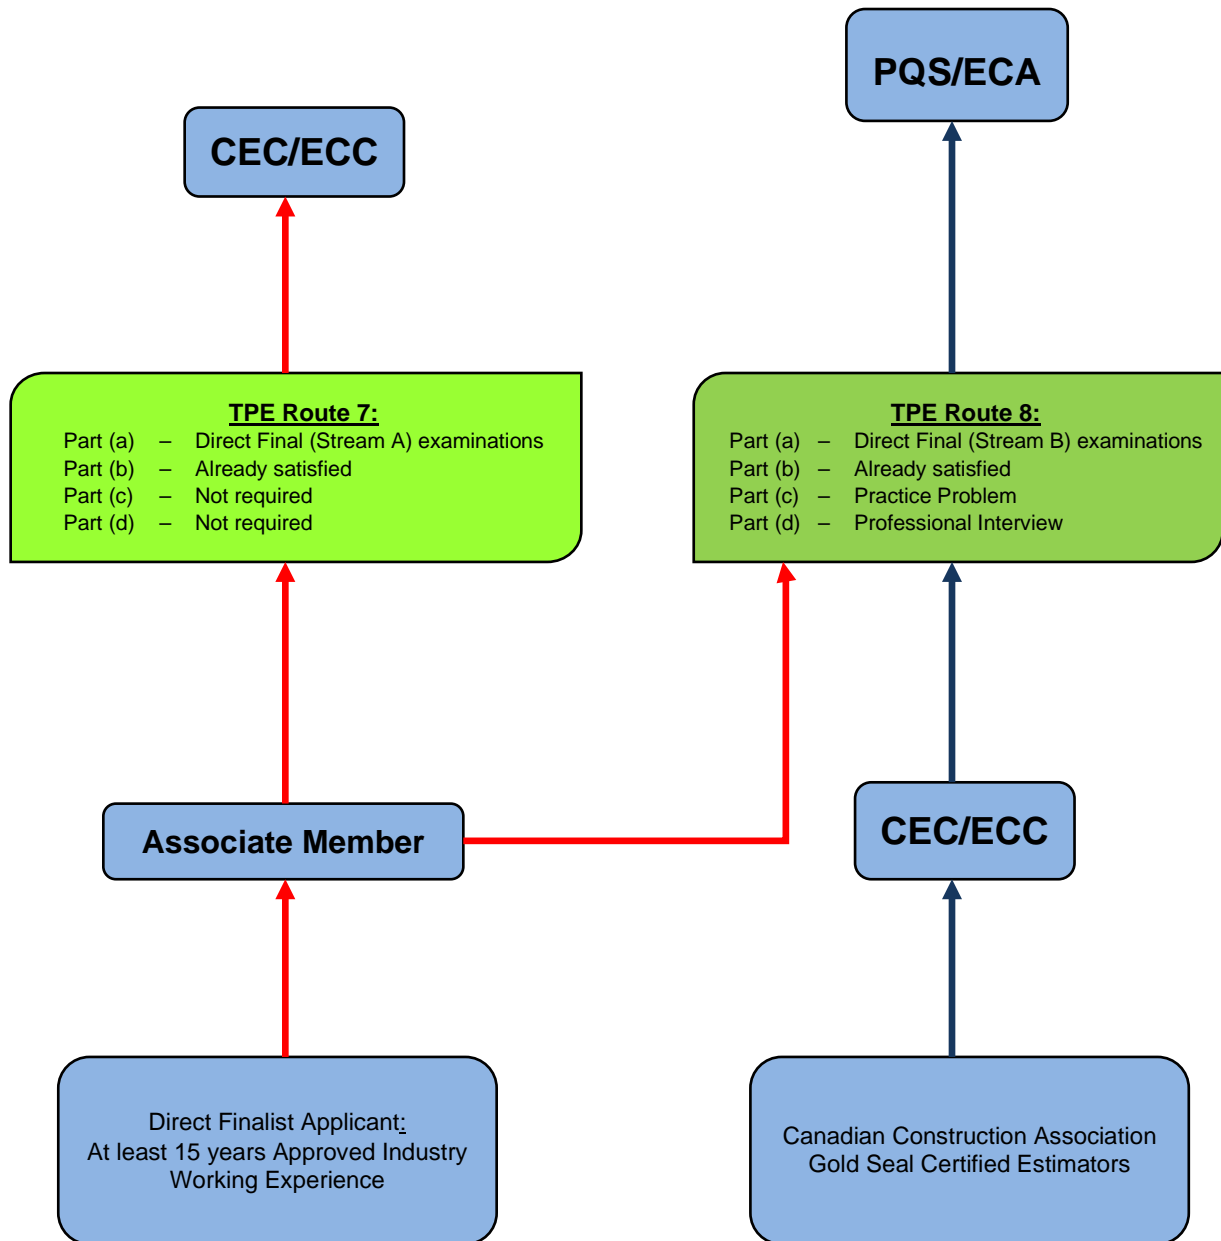 PQS/ECA
CEC/ECC
TPE Route 7:
Part (a) – Direct Final (Stream A) examinations
Part (b) – Already satisfied
Part (c) – Not required
Part (d) – Not required
TPE Route 8:
Part (a) – Direct Final (Stream B) examinations
Part (b) – Already satisfied
Part (c) – Practice Problem
Part (d) – Professional Interview
Associate Member
CEC/ECC
Direct Finalist Applicant:
At least 15 years Approved Industry
Working Experience
Canadian Construction Association
Gold Seal Certified Estimators